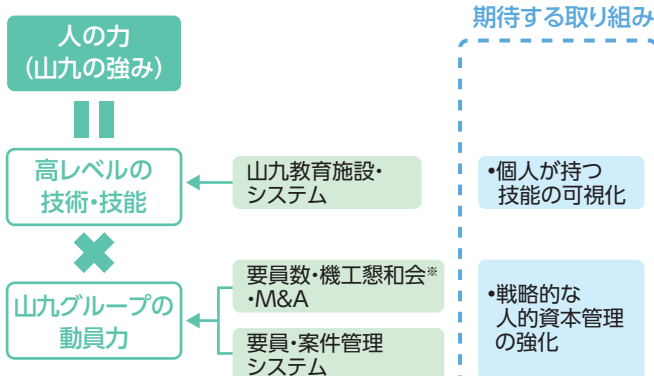 期待する取り組み
人の力
(山九の強み)
高レベルの
技術・技能
山九教育施設・
システム
•個人が持つ
技能の可視化
山九グループの
動員力
要員数・機工懇和会※
・M&A
要員・案件管理
システム
•戦略的な
人的資本管理
の強化